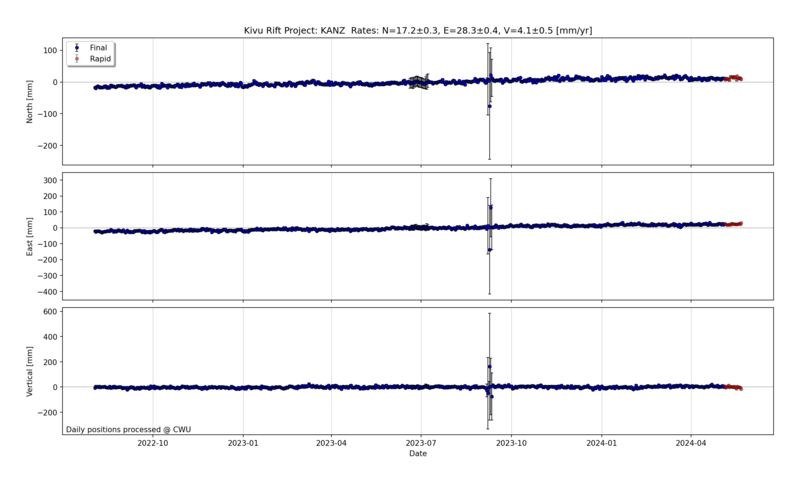 Kivu Rift Project: KANZ  Rates: N=17.2±0.3, E=28.3±0.4, V=4.1±0.5 [mm/yr]
Final
Rapid
100
0
−100
−200
North [mm]
300
200
100
0
−100
−200
−300
−400
East [mm]
600
400
200
0
−200
Vertical [mm]
Daily positions processed @ CWU
2022-10 2023-01 2023-04 2023-07 2023-10 2024-01 2024-04
Date